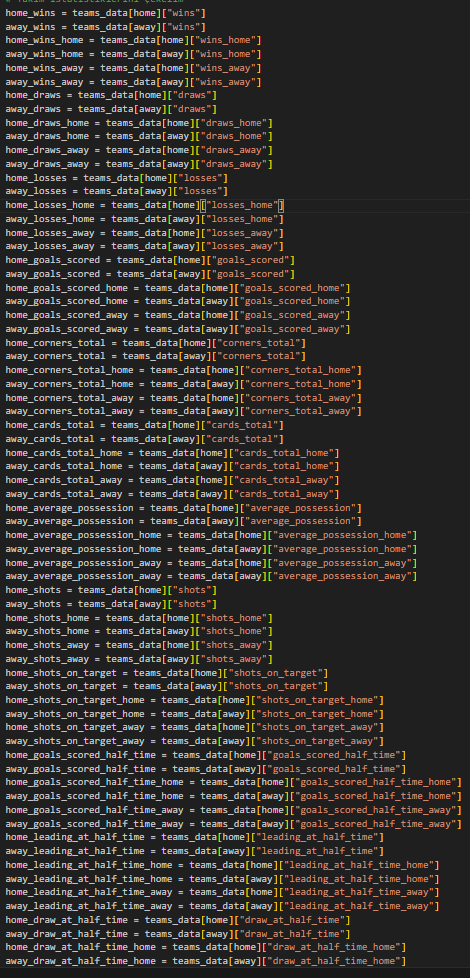 # Takım istatistiklerini çekelim
home_wins = teams_data[home]["wins"]
away_wins = teams_data[away]["wins"]
home_wins_home = teams_data[home]["wins_home"]
away_wins_home = teams_data[away]["wins_home"]
home_wins_away = teams_data[home]["wins_away"]
away_wins_away = teams_data[away]["wins_away"]
home_draws = teams_data[home]["draws"]
away_draws = teams_data[away]["draws"]
home_draws_home = teams_data[home]["draws_home"]
away_draws_home = teams_data[away]["draws_home"]
home_draws_away = teams_data[home]["draws_away"]
away_draws_away = teams_data[away]["draws_away"]
home_losses = teams_data[home]["losses"]
away_losses = teams_data[away]["losses"]
home_losses_home = teams_data[home]["losses_home"]
away_losses_home = teams_data[away]["losses_home"]
home_losses_away = teams_data[home]["losses_away"]
away_losses_away = teams_data[away]["losses_away"]
home_goals_scored = teams_data[home]["goals_scored"]
away_goals_scored = teams_data[away]["goals_scored"]
home_goals_scored_home = teams_data[home]["goals_scored_home"]
away_goals_scored_home = teams_data[away]["goals_scored_home"]
home_goals_scored_away = teams_data[home]["goals_scored_away"]
away_goals_scored_away = teams_data[away]["goals_scored_away"]
home_corners_total = teams_data[home]["corners_total"]
away_corners_total = teams_data[away]["corners_total"]
home_corners_total_home = teams_data[home]["corners_total_home"]
away_corners_total_home = teams_data[away]["corners_total_home"]
home_corners_total_away = teams_data[home]["corners_total_away"]
away_corners_total_away = teams_data[away]["corners_total_away"]
home_cards_total = teams_data[home]["cards_total"]
away_cards_total = teams_data[away]["cards_total"]
home_cards_total_home = teams_data[home]["cards_total_home"]
away_cards_total_home = teams_data[away]["cards_total_home"]
home_cards_total_away = teams_data[home]["cards_total_away"]
away_cards_total_away = teams_data[away]["cards_total_away"]
home_average_possession = teams_data[home]["average_possession"]
away_average_possession = teams_data[away]["average_possession"]
home_average_possession_home = teams_data[home]["average_possession_home"]
away_average_possession_home = teams_data[away]["average_possession_home"]
home_average_possession_away = teams_data[home]["average_possession_away"]
away_average_possession_away = teams_data[away]["average_possession_away"]
home_shots = teams_data[home]["shots"]
away_shots = teams_data[away]["shots"]
home_shots_home = teams_data[home]["shots_home"]
away_shots_home = teams_data[away]["shots_home"]
home_shots_away = teams_data[home]["shots_away"]
away_shots_away = teams_data[away]["shots_away"]
home_shots_on_target = teams_data[home]["shots_on_target"]
away_shots_on_target = teams_data[away]["shots_on_target"]
home_shots_on_target_home = teams_data[home]["shots_on_target_home"]
away_shots_on_target_home = teams_data[away]["shots_on_target_home"]
home_shots_on_target_away = teams_data[home]["shots_on_target_away"]
away_shots_on_target_away = teams_data[away]["shots_on_target_away"]
home_goals_scored_half_time = teams_data[home]["goals_scored_half_time"]
away_goals_scored_half_time = teams_data[away]["goals_scored_half_time"]
home_goals_scored_half_time_home = teams_data[home]["goals_scored_half_time_home"]
away_goals_scored_half_time_home = teams_data[away]["goals_scored_half_time_home"]
home_goals_scored_half_time_away = teams_data[home]["goals_scored_half_time_away"]
away_goals_scored_half_time_away = teams_data[away]["goals_scored_half_time_away"]
home_leading_at_half_time = teams_data[home]["leading_at_half_time"]
away_leading_at_half_time = teams_data[away]["leading_at_half_time"]
home_leading_at_half_time_home = teams_data[home]["leading_at_half_time_home"]
away_leading_at_half_time_home = teams_data[away]["leading_at_half_time_home"]
home_leading_at_half_time_away = teams_data[home]["leading_at_half_time_away"]
away_leading_at_half_time_away = teams_data[away]["leading_at_half_time_away"]
home_draw_at_half_time = teams_data[home]["draw_at_half_time"]
away_draw_at_half_time = teams_data[away]["draw_at_half_time"]
home_draw_at_half_time_home = teams_data[home]["draw_at_half_time_home"]
away_draw_at_half_time_home = teams_data[away]["draw_at_half_time_home"]